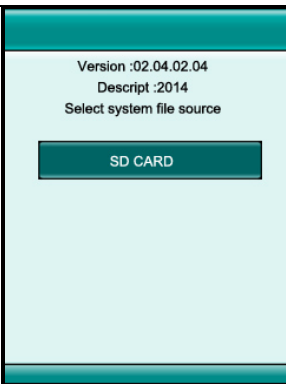 Version :02.04.02.04
Descript :2014
Select system file source
SD CARD